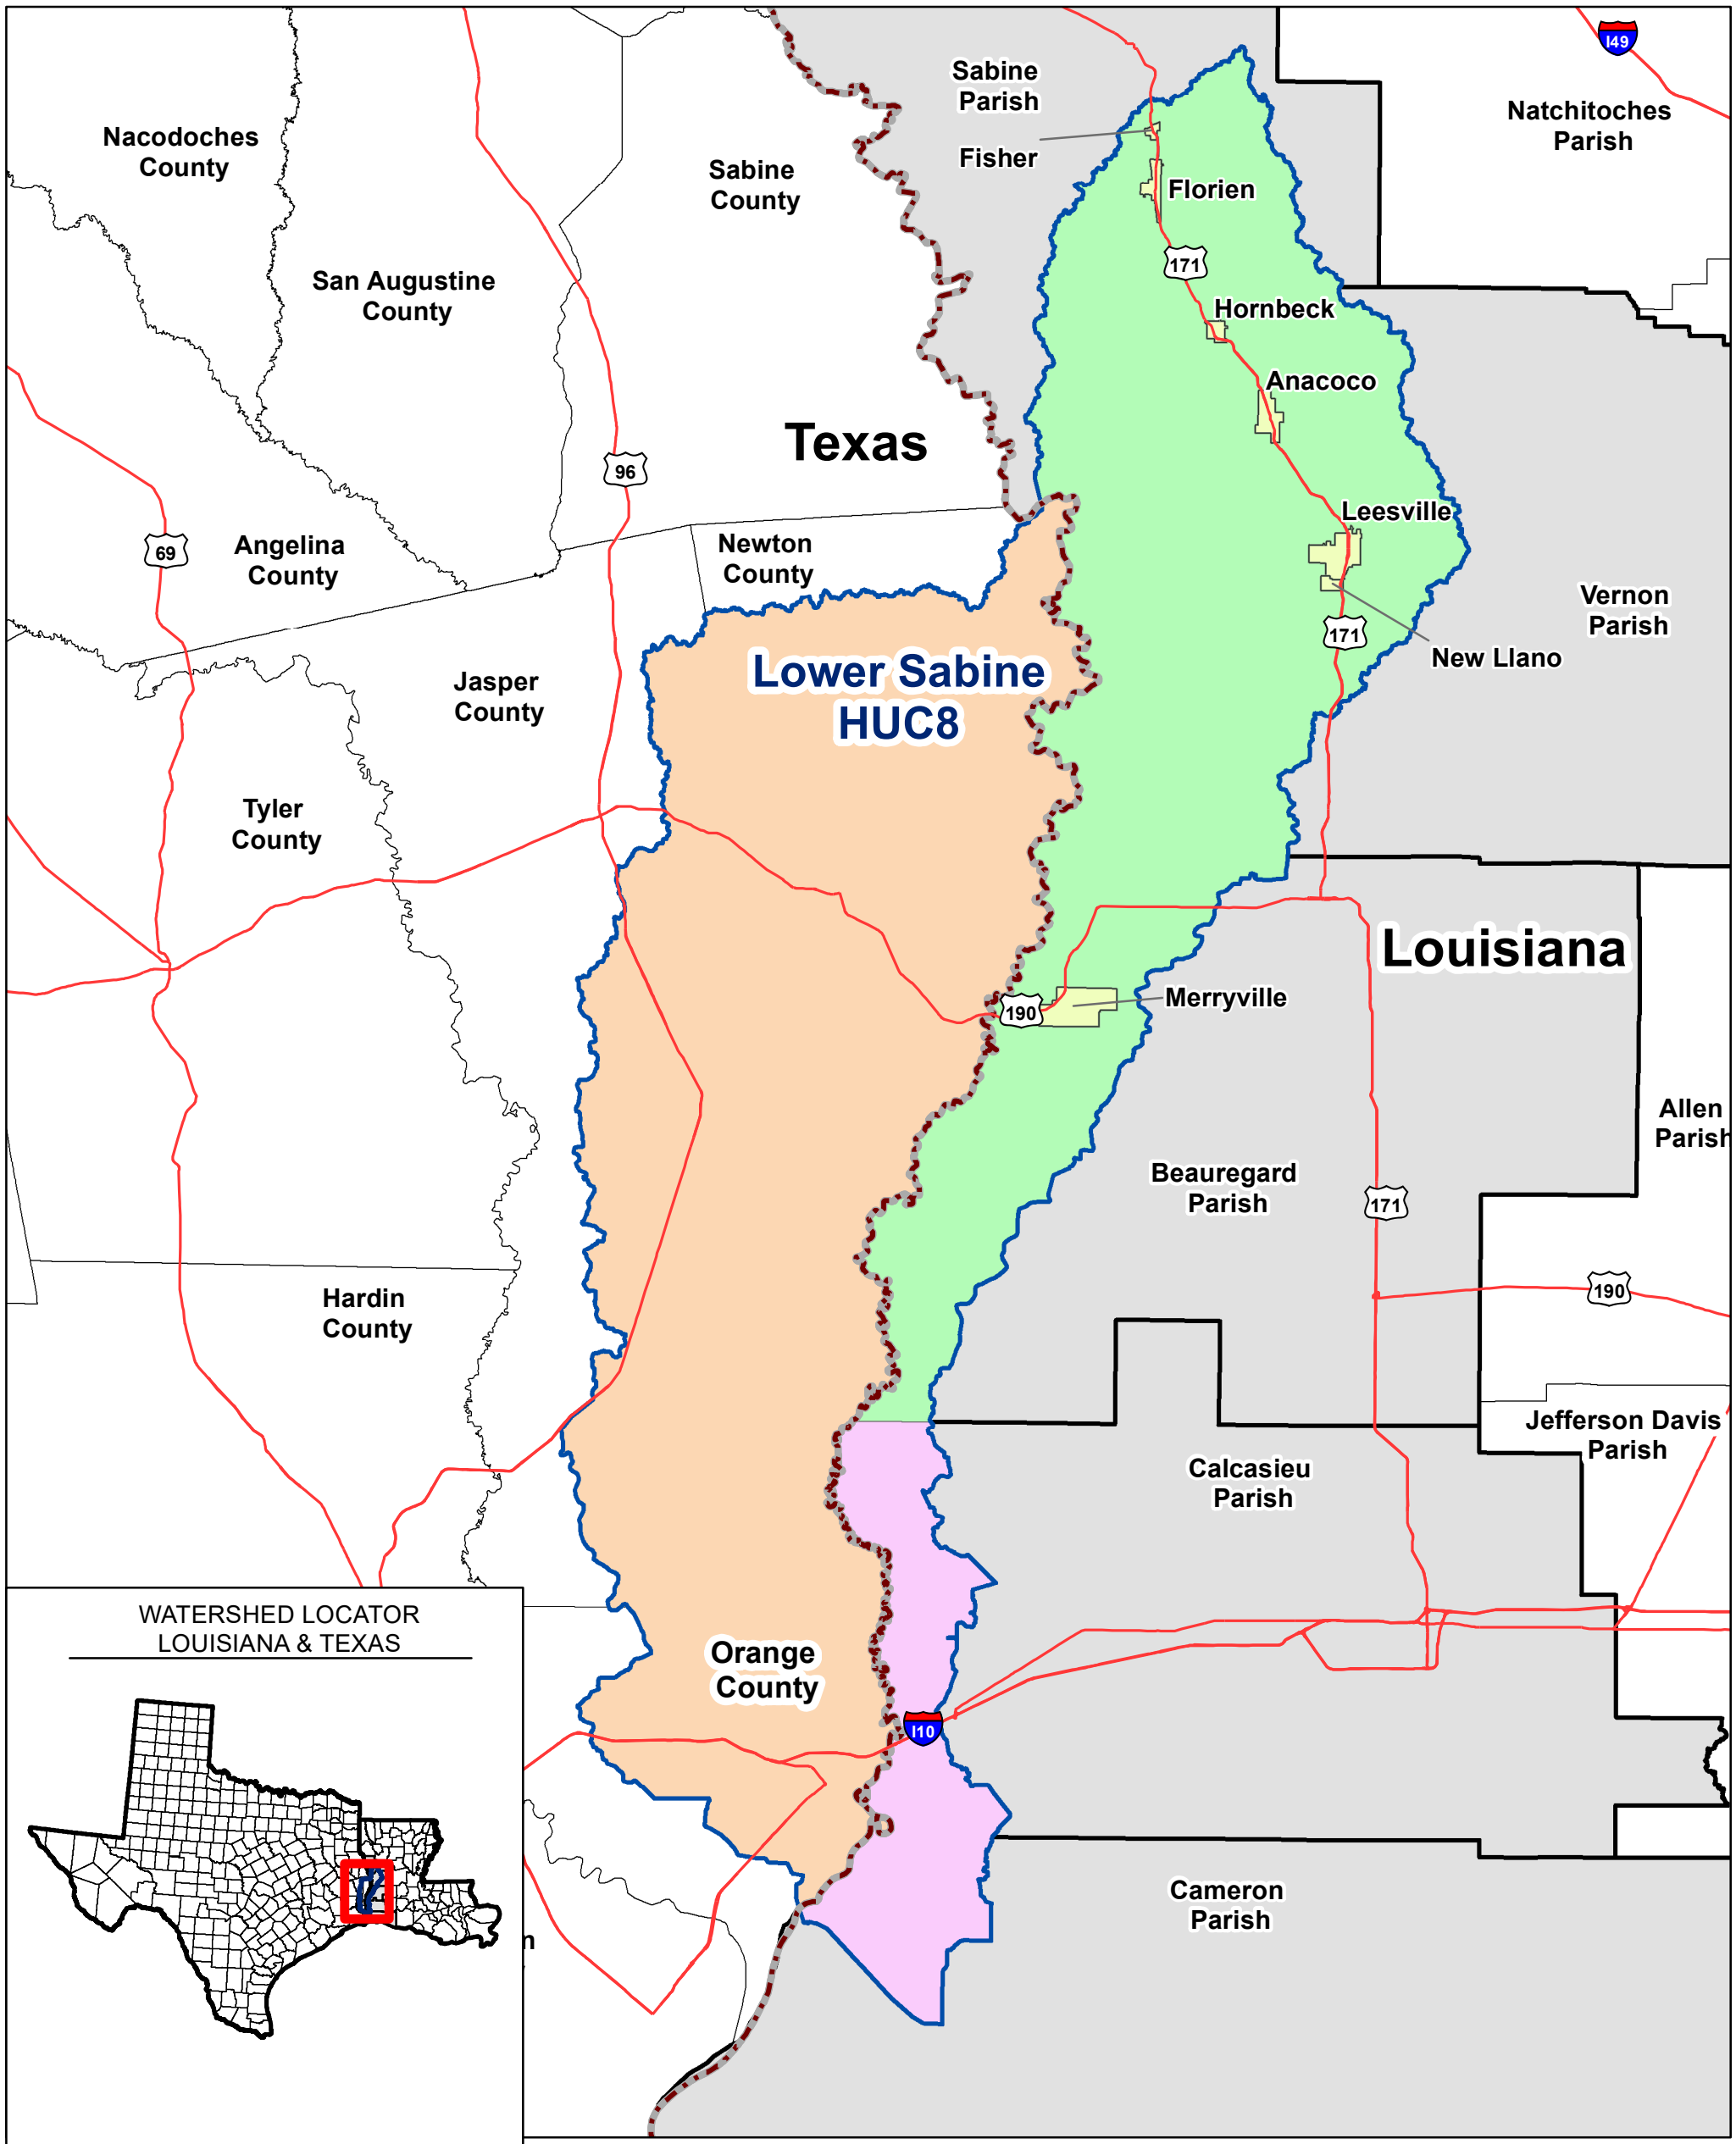 I49
Sabine
Parish
Natchitoches
Parish
Nacodoches
County
Fisher
Sabine
County
Florien
171
San Augustine
County
Hornbeck
Anacoco
Texas
96
Leesville
69
Angelina
County
Newton
County
Vernon
Parish
171
New Llano
Lower Sabine
HUC8
Jasper
County
Tyler
County
Louisiana
Merryville
190
Allen
Parish
Beauregard
Parish
171
190
Hardin
County
Jefferson Davis
Parish
Calcasieu
Parish
WATERSHED LOCATOR
LOUISIANA & TEXAS
Orange
County
I10
Cameron
Parish